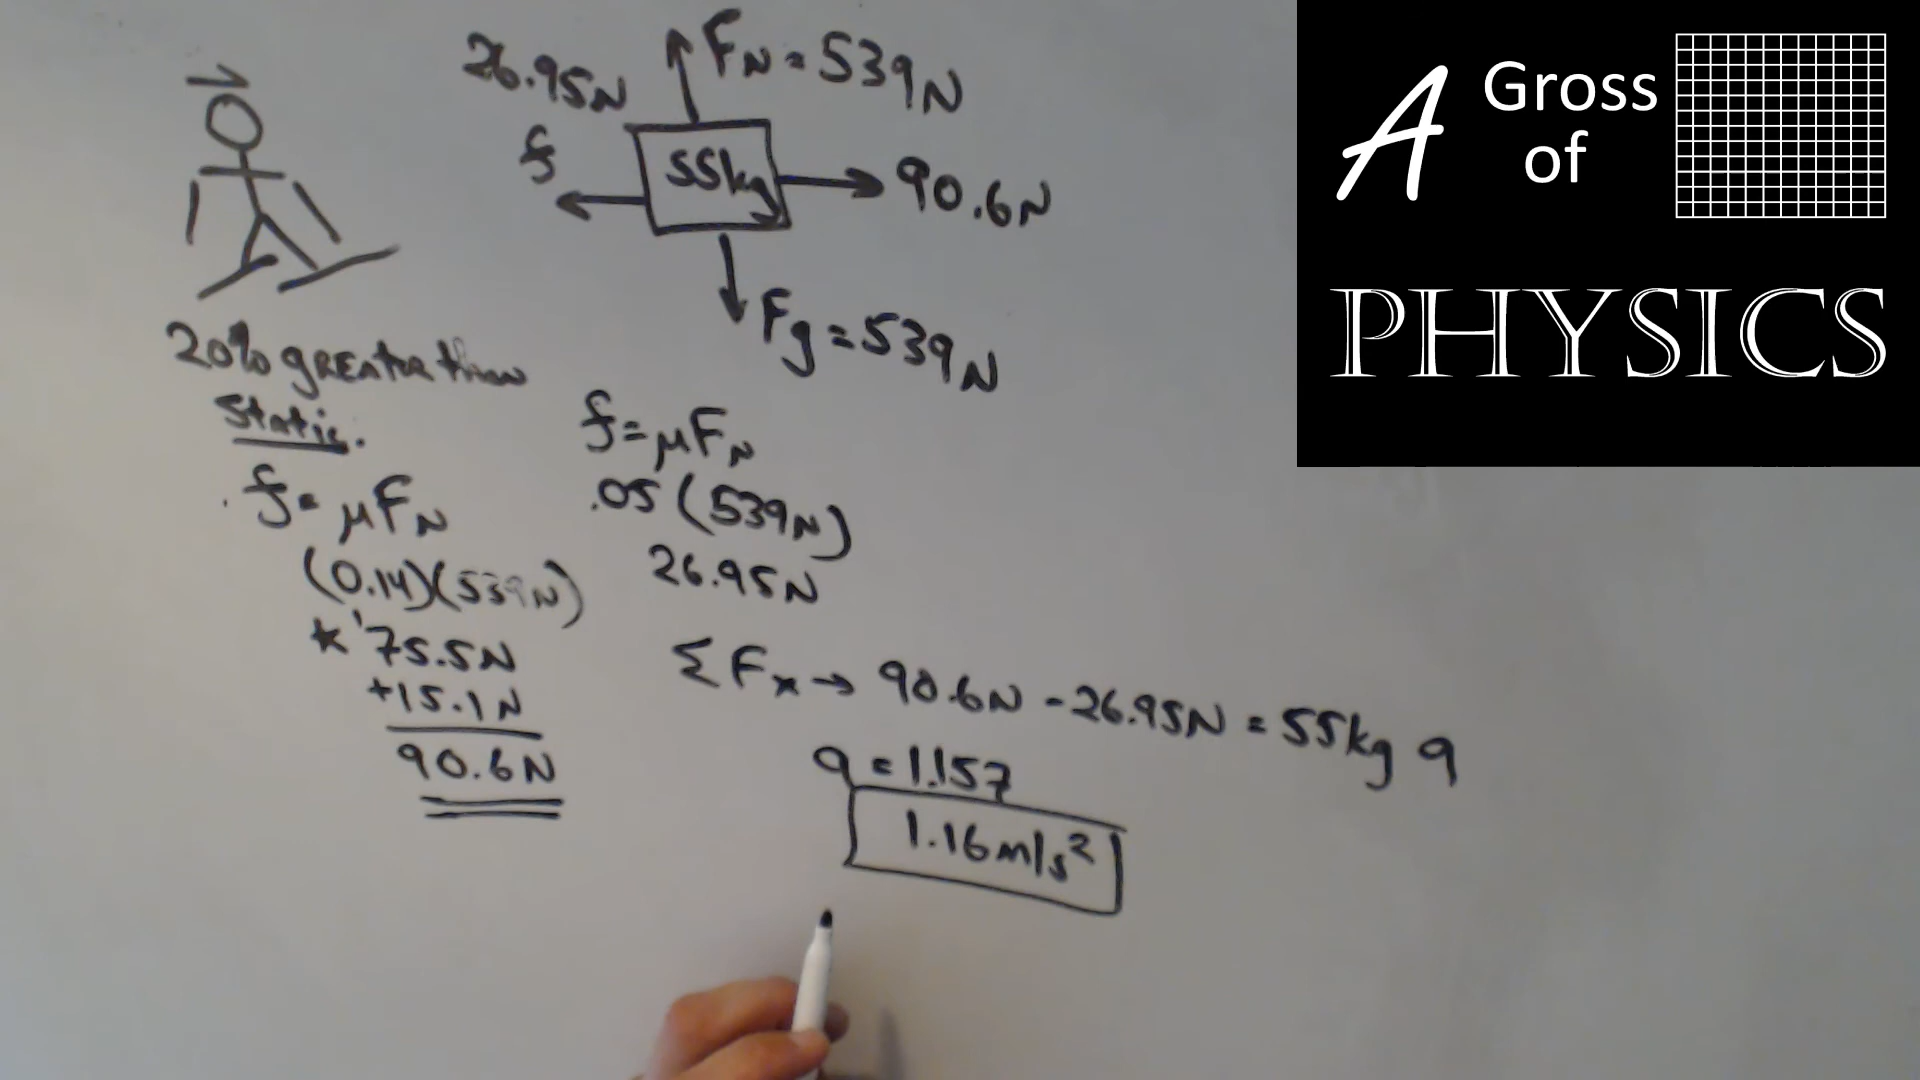 26.95N
FN = 539N
f
55kg
90.6N
Fg = 539N
20% greater than
static.
f = μFN
(0.14)(539N)
* 75.5N
+15.1N
90.6N
f = μFN
.05 (539N)
26.95N
ΣFx → 90.6N - 26.95N = 55kg a
a = 1.157
1.16 m/s²
A Gross
of
PHYSICS